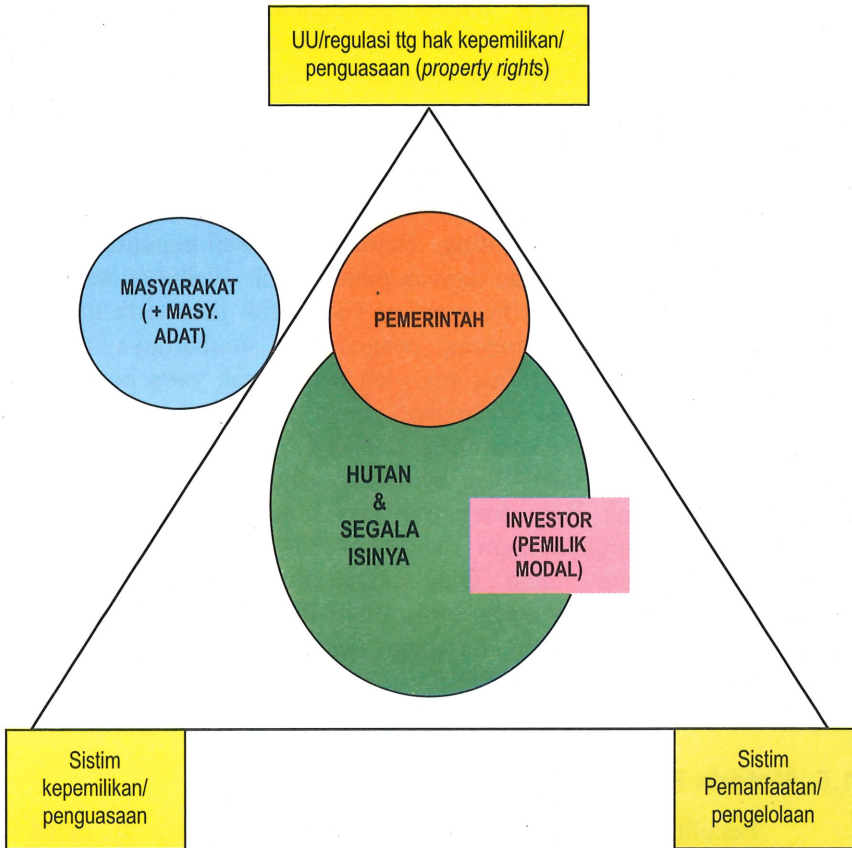 UU/regulasi ttg hak kepemilikan/
penguasaan (property rights)
MASYARAKAT
( + MASY.
ADAT)
PEMERINTAH
HUTAN
&
SEGALA
ISINYA
INVESTOR
(PEMILIK
MODAL)
Sistim
kepemilikan/
penguasaan
Sistim
Pemanfaatan/
pengelolaan